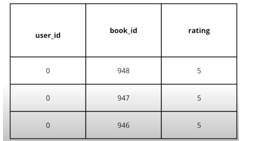 user_id book_id rating
0 948 5
0 947 5
0 946 5